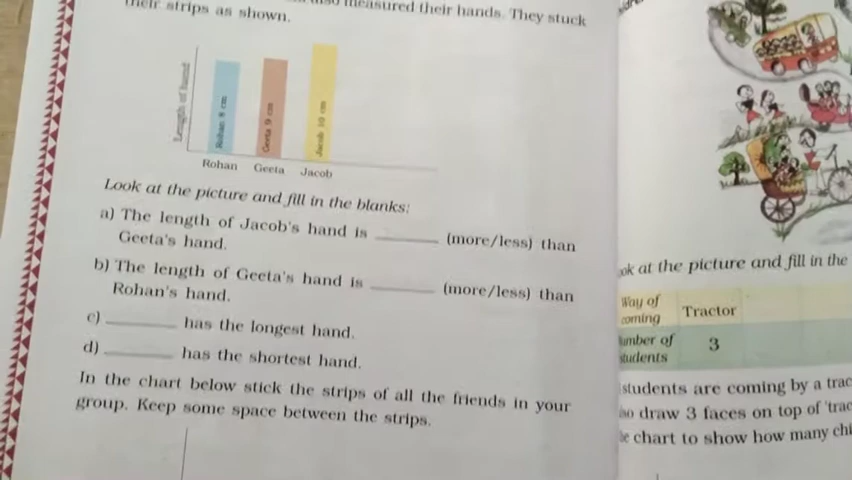 their strips as shown.
also measured their hands. They stuck
Length of hand
Rohan 8 cm
Geeta 9 cm
Jacob 10 cm
Rohan Geeta Jacob
Look at the picture and fill in the blanks:
a) The length of Jacob's hand is ______ (more/less) than
Geeta's hand.
b) The length of Geeta's hand is ______ (more/less) than
Rohan's hand.
c) ______ has the longest hand.
d) ______ has the shortest hand.
In the chart below stick the strips of all the friends in your
group. Keep some space between the strips.
ok at the picture and fill in the
Way of
coming
Tractor
umber of
students
3
students are coming by a trac
so draw 3 faces on top of 'trac
e chart to show how many chi